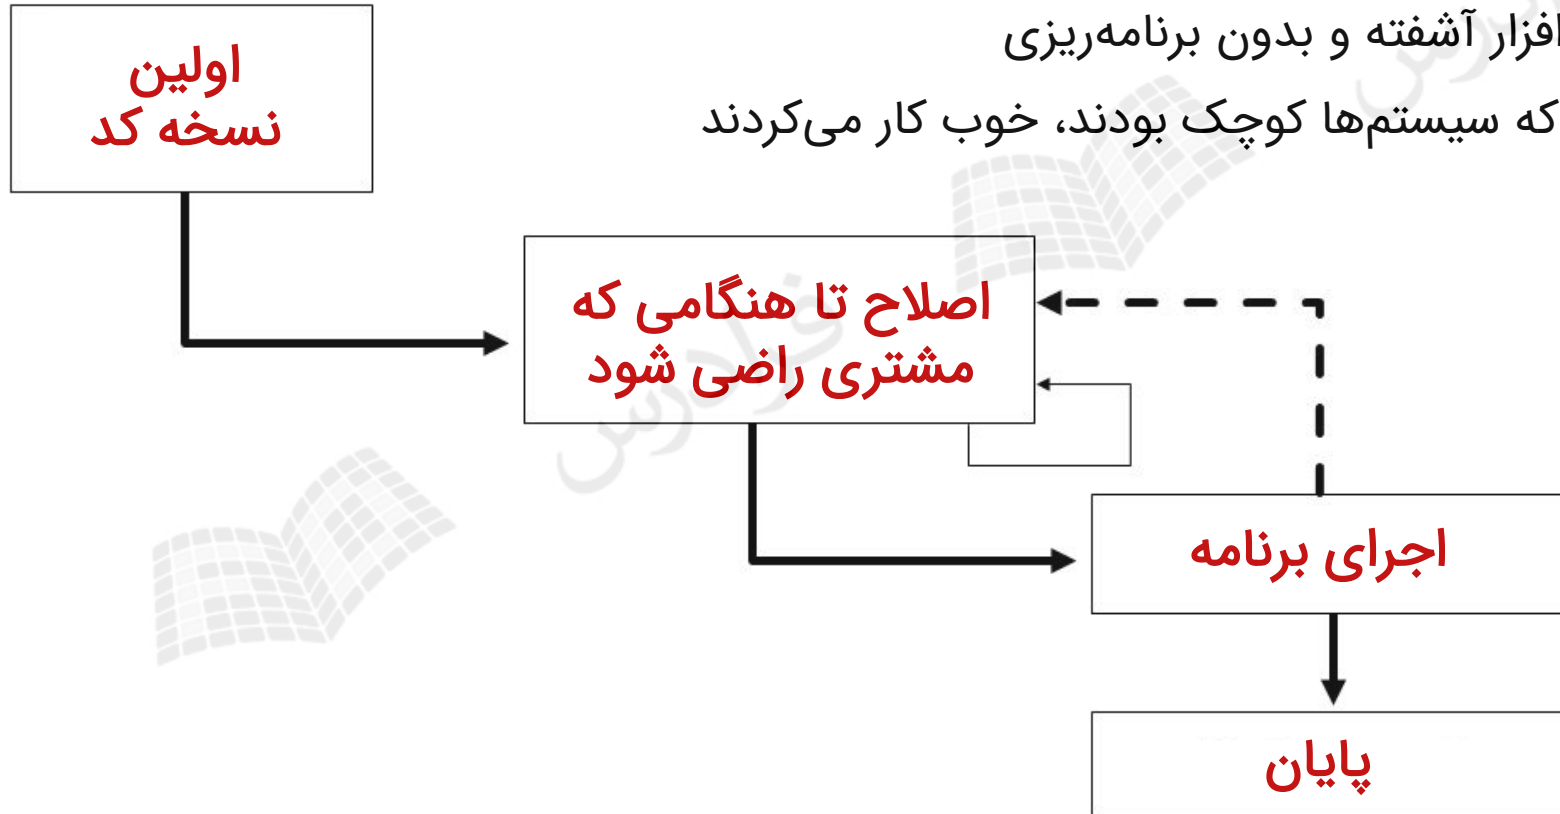 افزار آشفته و بدون برنامه‌ریزی
که سیستم‌ها کوچک بودند، خوب کار می‌کردند
اولین
نسخه کد
اصلاح تا هنگامی که
مشتری راضی شود
اجرای برنامه
پایان
فرادرس